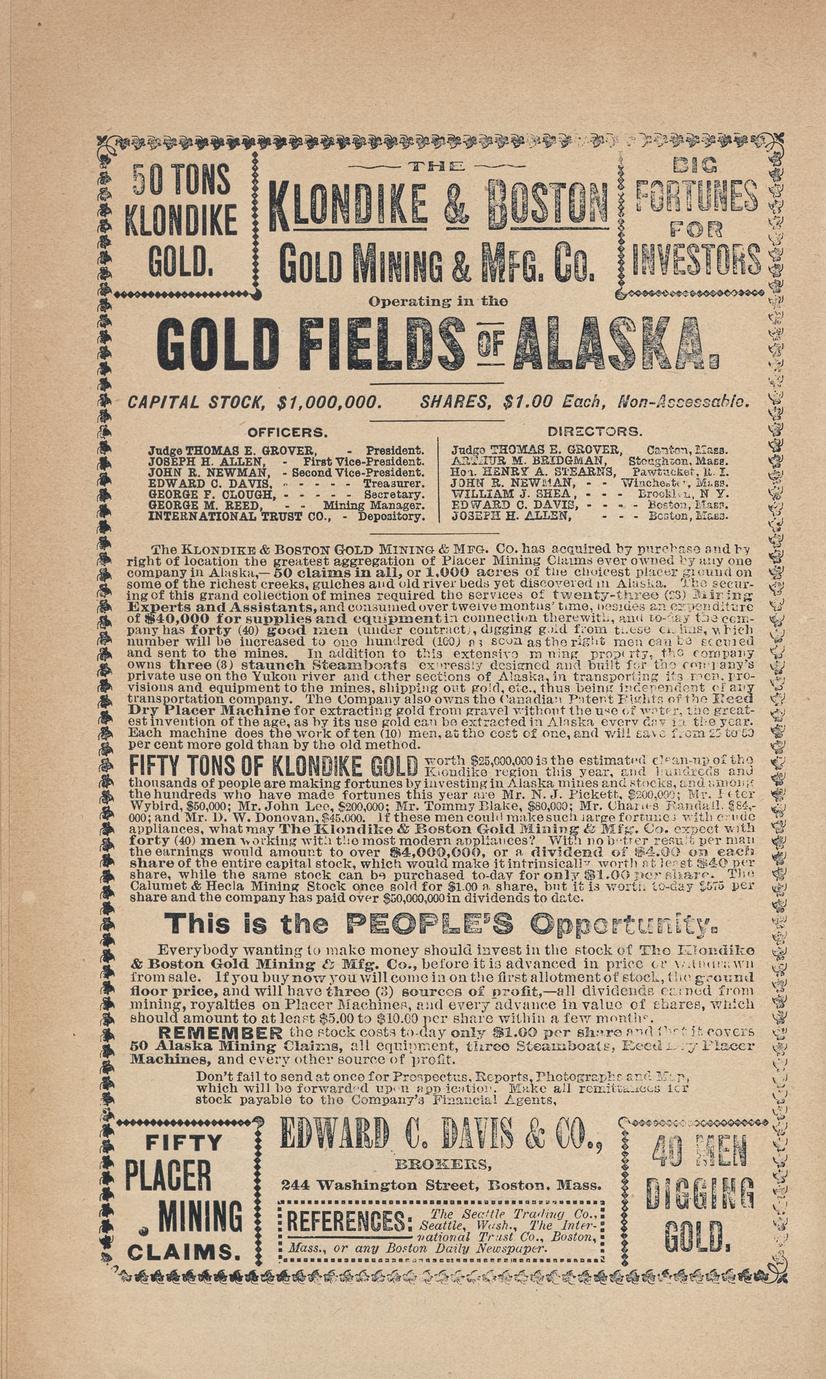 50 TONS
KLONDIKE
GOLD.
THE
KLONDIKE & BOSTON
GOLD MINING & MFG. CO.
BIG
FORTUNES
FOR
INVESTORS
Operating in the
GOLD FIELDS OF ALASKA.
CAPITAL STOCK, $1,000,000. SHARES, $1.00 Each, Non-Assessable.
OFFICERS.
Judge THOMAS E. GROVER, - President.
JOSEPH H. ALLEN, - First Vice-President.
JOHN R. NEWMAN, - Second Vice-President.
EDWARD C. DAVIS, - - - - - Treasurer.
GEORGE F. CLOUGH, - - - - - Secretary.
GEORGE M. REED, - - Mining Manager.
INTERNATIONAL TRUST CO., - Depository.
DIRECTORS.
Judge THOMAS E. GROVER, Canton, Mass.
ARTHUR M. BRIDGMAN, Stoughton, Mass.
Hon. HENRY A. STEARNS, Pawtucket, R. I.
JOHN R. NEWMAN, - - Winchester, Mass.
WILLIAM J. SHEA, - - - Brooklyn, N Y.
EDWARD C. DAVIS, - - - - Boston, Mass.
JOSEPH H. ALLEN, - - - Boston, Mass.
The KLONDIKE & BOSTON GOLD MINING & MFG. Co. has acquired by purchase and by
right of location the greatest aggregation of Placer Mining Claims ever owned by any one
company in Alaska,—50 claims in all, or 1,000 acres of the choicest placer ground on
some of the richest creeks, gulches and old river beds yet discovered in Alaska. The secur-
ing of this grand collection of mines required the services of twenty-three (23) Mining
Experts and Assistants, and consumed over twelve months' time, besides an expenditure
of $40,000 for supplies and equipment in connection therewith, and to-day the com-
pany has forty (40) good men (under contract), digging gold from these claims, which
number will be increased to one hundred (100) as soon as the right men can be secured
and sent to the mines. In addition to this extensive mining property, the company
owns three (3) staunch Steamboats expressly designed and built for the company's
private use on the Yukon river and other sections of Alaska, in transporting its men, pro-
visions and equipment to the mines, shipping out gold, etc., thus being independent of any
transportation company. The Company also owns the Canadian Patent Rights of the Reed
Dry Placer Machine for extracting gold from gravel without the use of water, the great-
est invention of the age, as by its use gold can be extracted in Alaska every day in the year.
Each machine does the work of ten (10) men, at the cost of one, and will save from 25 to 50
per cent more gold than by the old method.
FIFTY TONS OF KLONDIKE GOLD worth $25,000,000 is the estimated clean-up of the
Klondike region this year, and hundreds and
thousands of people are making fortunes by investing in Alaska mines and stocks, and among
the hundreds who have made fortunes this year are Mr. N. J. Pickett, $200,000; Mr. Peter
Wybird, $50,000; Mr. John Lee, $200,000; Mr. Tommy Blake, $80,000; Mr. Charles Randall. $84,-
000; and Mr. D. W. Donovan, $45,000. If these men could make such large fortunes with crude
appliances, what may The Klondike & Boston Gold Mining & Mfg. Co. expect with
forty (40) men working with the most modern appliances? With no better result per man
the earnings would amount to over $4,000,000, or a dividend of $4.00 on each
share of the entire capital stock, which would make it intrinsically worth at least $40 per
share, while the same stock can be purchased to-day for only $1.00 per share. The
Calumet & Hecla Mining Stock once sold for $1.00 a share, but it is worth to-day $575 per
share and the company has paid over $50,000,000 in dividends to date.
This is the PEOPLE'S Opportunity.
Everybody wanting to make money should invest in the stock of The Klondike
& Boston Gold Mining & Mfg. Co., before it is advanced in price or withdrawn
from sale. If you buy now you will come in on the first allotment of stock, the ground
floor price, and will have three (3) sources of profit,—all dividends earned from
mining, royalties on Placer Machines, and every advance in value of shares, which
should amount to at least $5.00 to $10.00 per share within a few months.
REMEMBER the stock costs to-day only $1.00 per share and that it covers
50 Alaska Mining Claims, all equipment, three Steamboats, Reed Dry Placer
Machines, and every other source of profit.
Don't fail to send at once for Prospectus, Reports, Photographs and Map,
which will be forwarded upon application. Make all remittances for
stock payable to the Company's Financial Agents,
FIFTY
PLACER
MINING
CLAIMS.
EDWARD C. DAVIS & CO.,
BROKERS,
244 Washington Street, Boston. Mass.
REFERENCES: The Seattle Trading Co.,
Seattle, Wash., The Inter-
national Trust Co., Boston,
Mass., or any Boston Daily Newspaper.
40 MEN
DIGGING
GOLD.